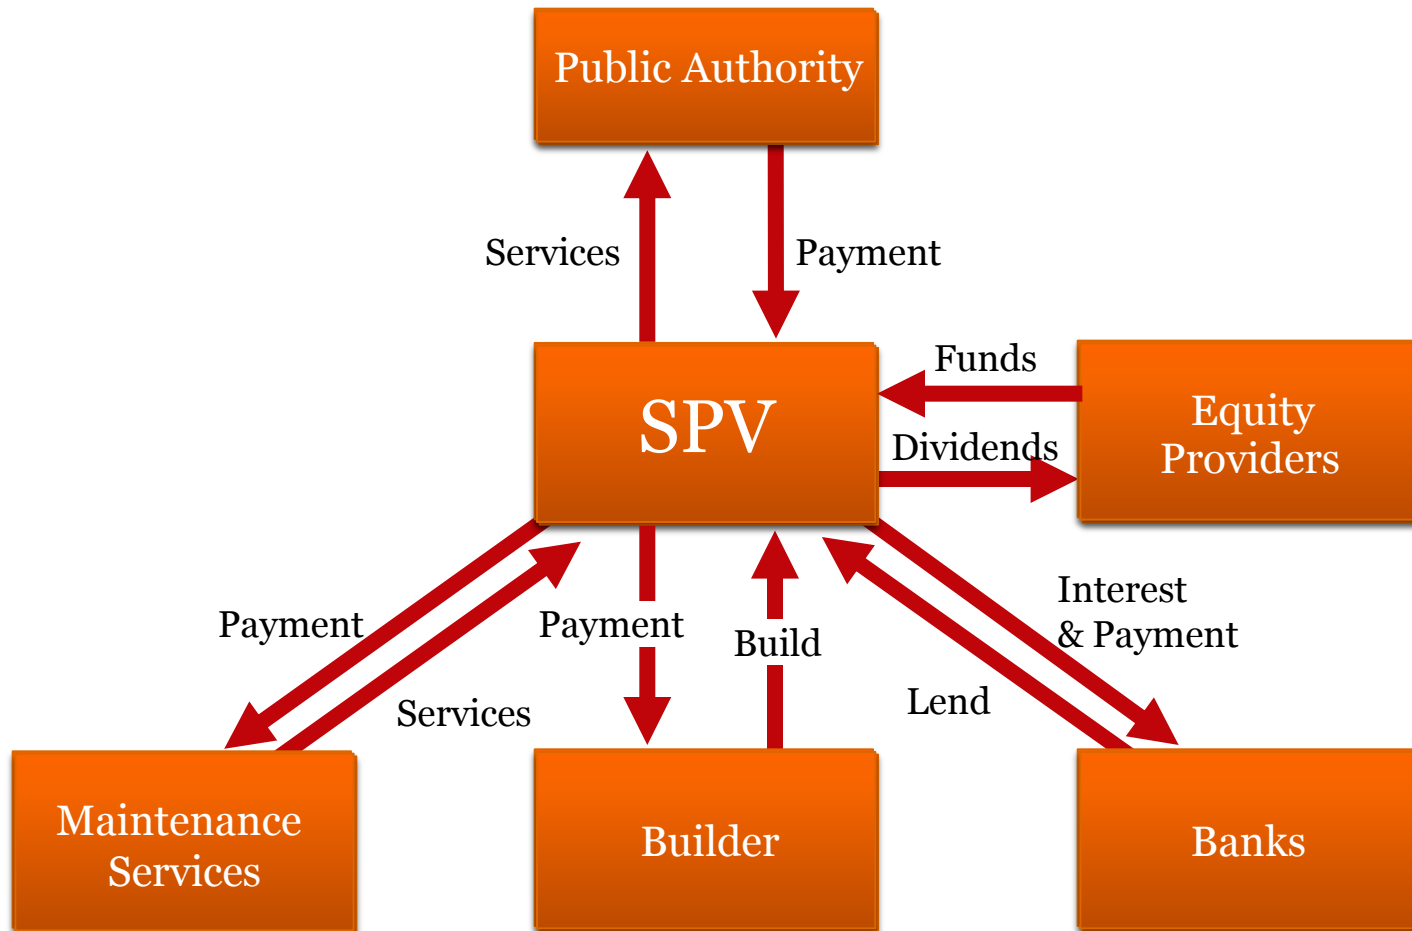 Public Authority
Services
Payment
Funds
SPV
Equity
Providers
Dividends
Interest
& Payment
Payment
Payment
Build
Services
Lend
Maintenance
Services
Builder
Banks